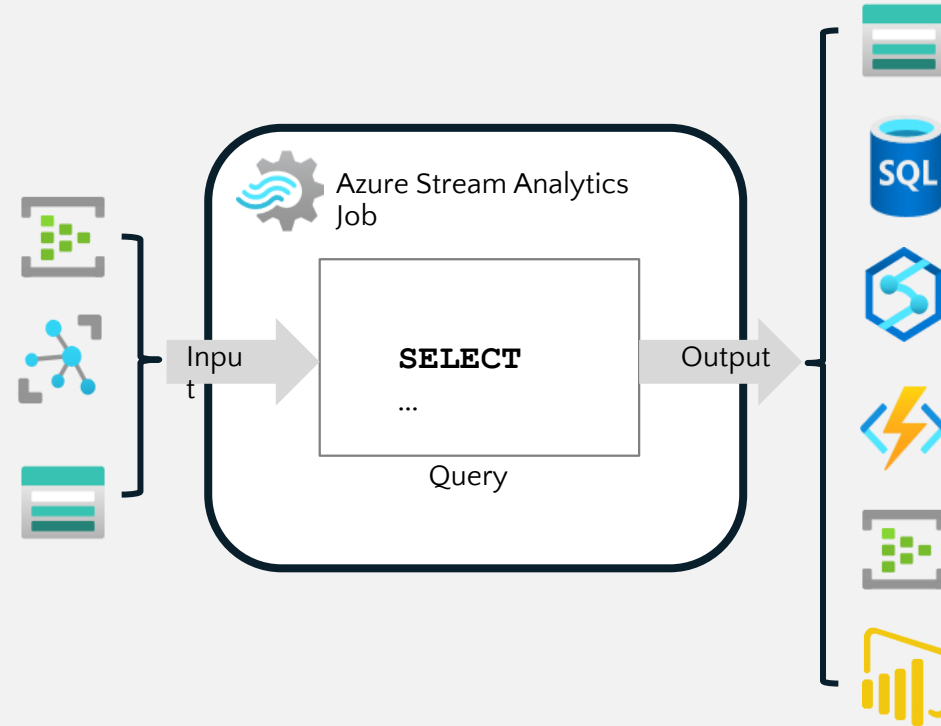 Azure Stream Analytics
Job
Inpu
t
SELECT
…
Query
Output
SQL